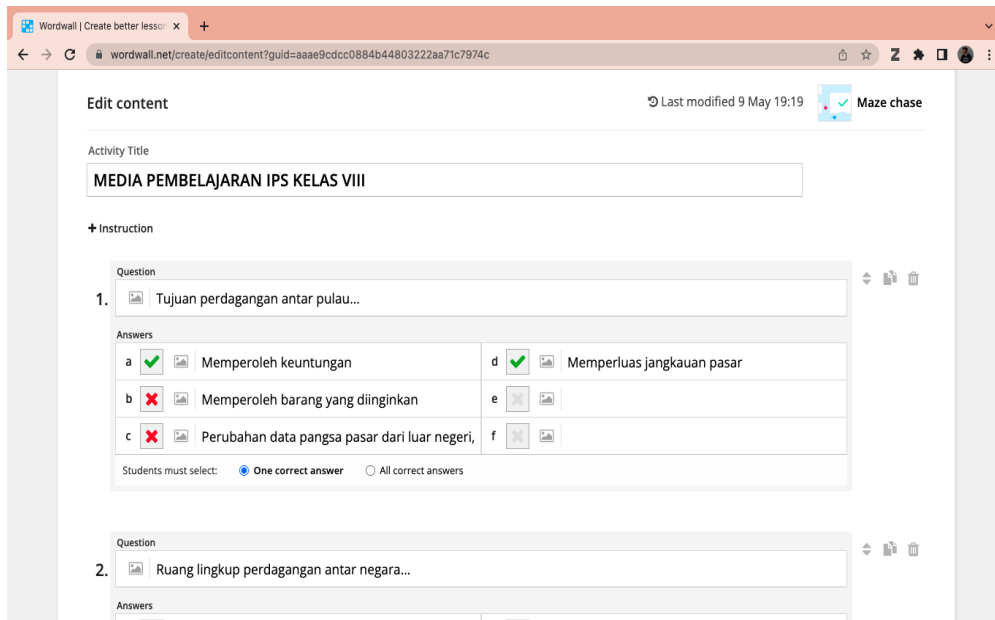 Wordwall | Create better lesson
wordwall.net/create/editcontent?guid=aaae9cdcc0884b44803222aa71c7974c
Edit content
Last modified 9 May 19:19
Maze chase
Activity Title
MEDIA PEMBELAJARAN IPS KELAS VIII
+ Instruction
Question
1.
Tujuan perdagangan antar pulau...
Answers
a Memperoleh keuntungan
d Memperluas jangkauan pasar
b Memperoleh barang yang diinginkan
e
c Perubahan data pangsa pasar dari luar negeri,
f
Students must select: One correct answer All correct answers
Question
2.
Ruang lingkup perdagangan antar negara...
Answers